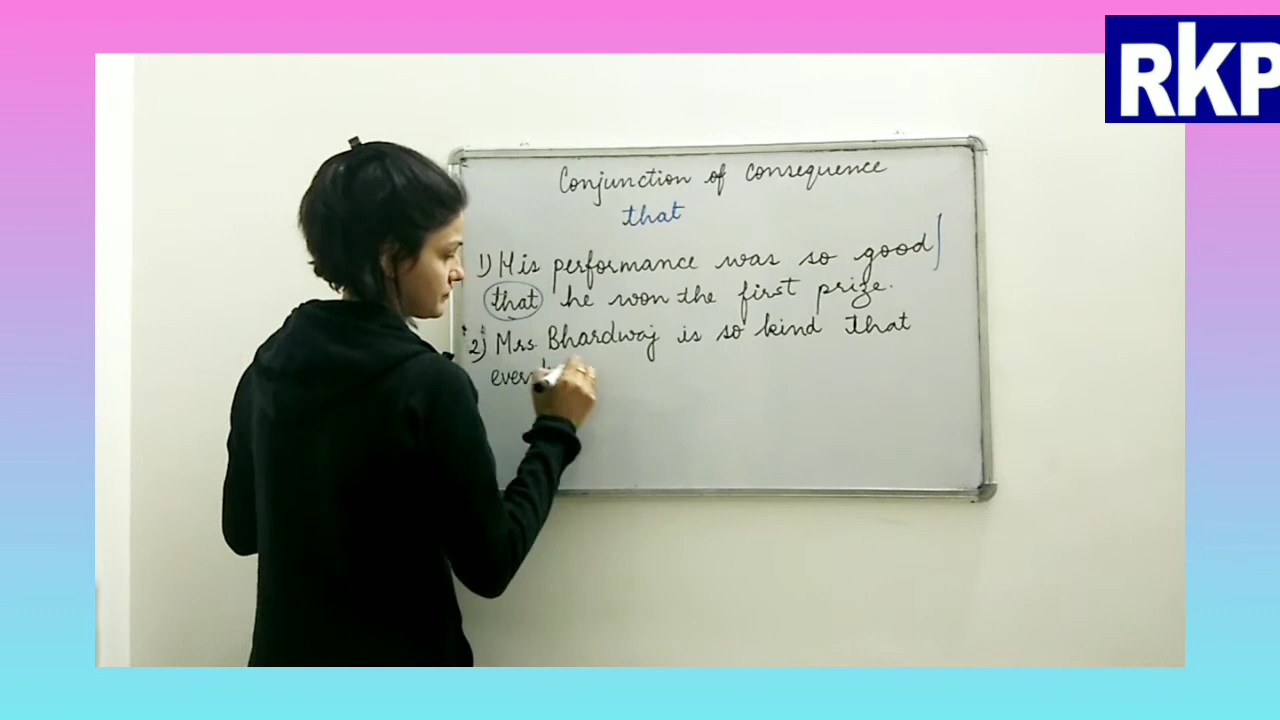 RKP
Conjunction of Consequence
that
1) His performance was so good
that he won the first prize.
2) Mrs. Bhardwaj is so kind that